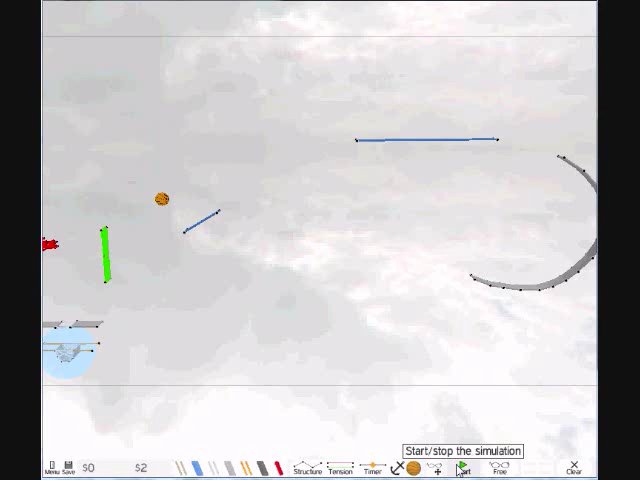 Start/stop the simulation
Menu Save $0 $2 Structure Tension Timer Free Clear